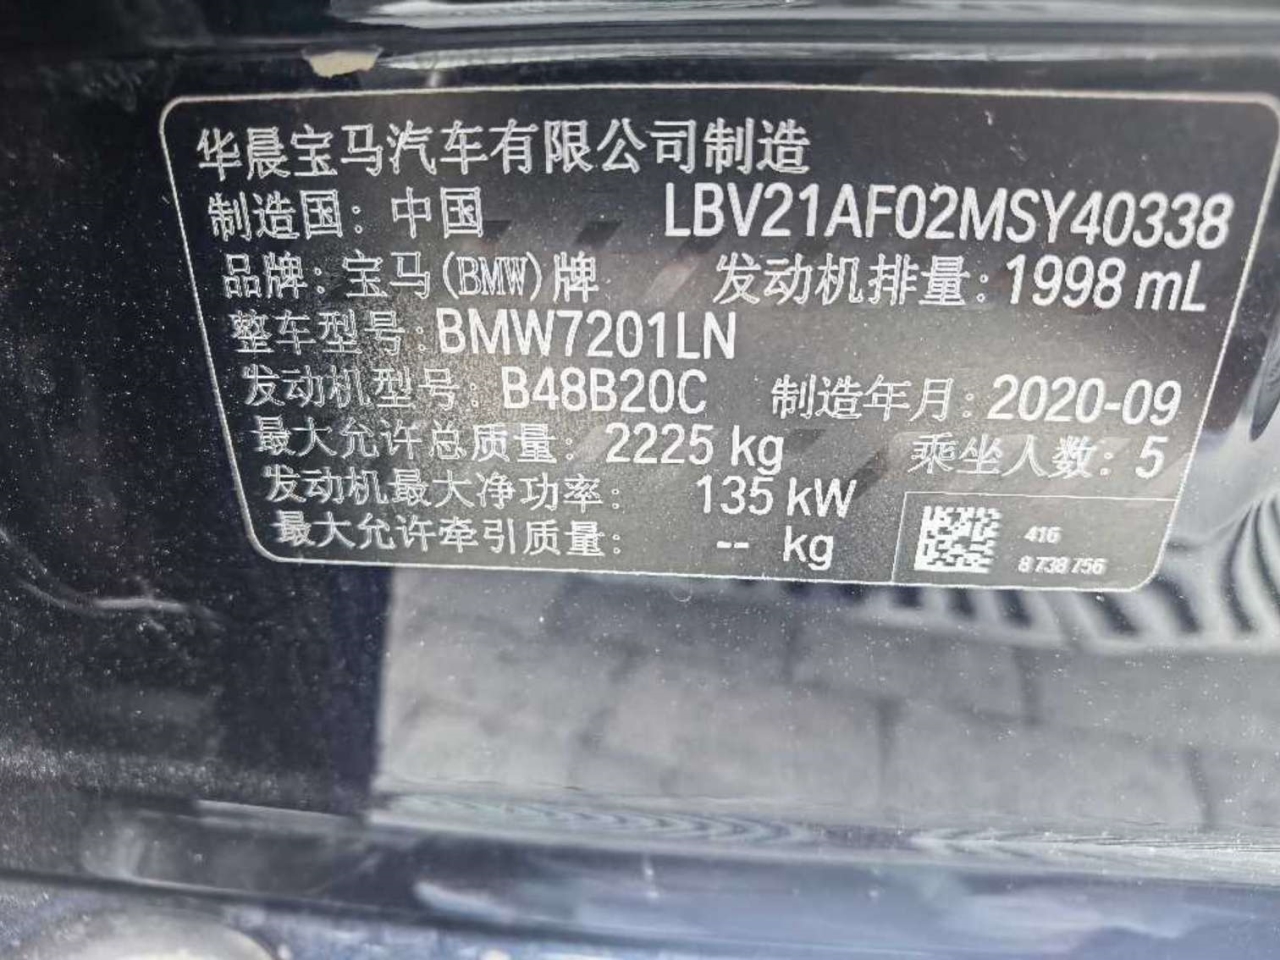 华晨宝马汽车有限公司制造
制造国：中国 LBV21AF02MSY40338
品牌：宝马(BMW)牌 发动机排量：1998 mL
整车型号：BMW7201LN
发动机型号：B48B20C 制造年月：2020-09
最大允许总质量：2225 kg 乘坐人数：5
发动机最大净功率： 135 kW
最大允许牵引质量： -- kg
416
8 738 756